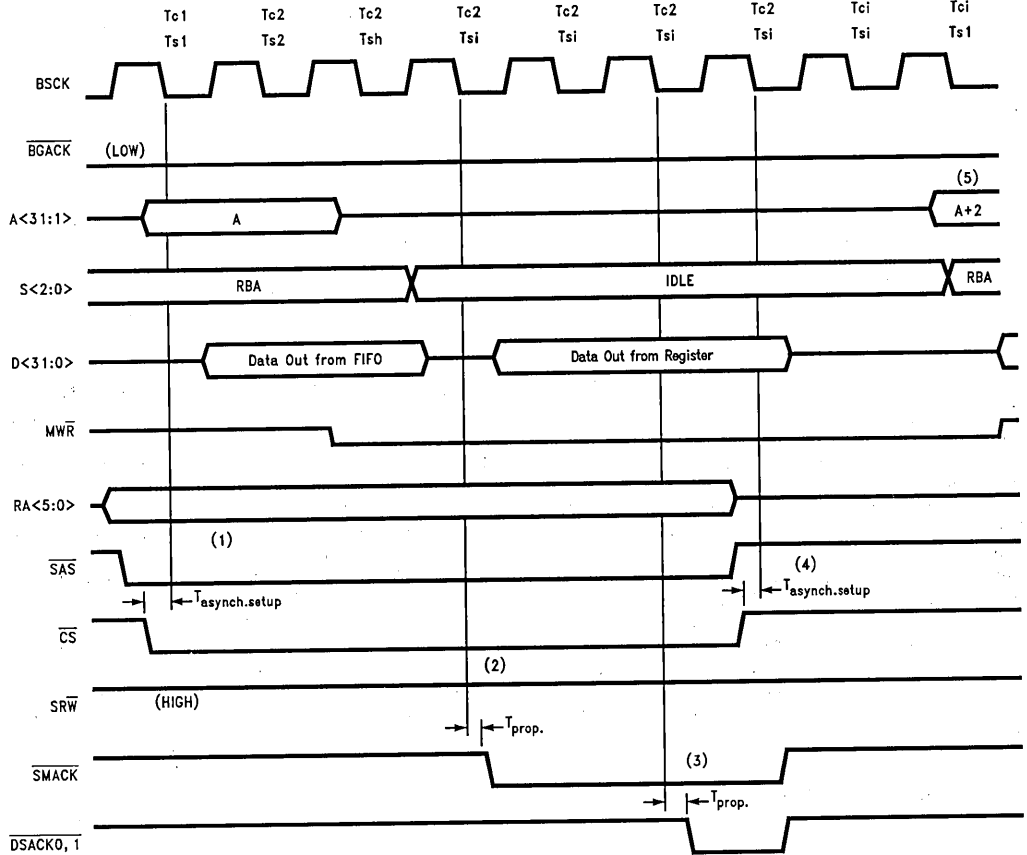 Tc1 Tc2 Tc2 Tc2 Tc2 Tc2 Tc2 Tci Tci
Ts1 Ts2 Tsh Tsi Tsi Tsi Tsi Tsi Ts1
BSCK
BGACK (LOW)
(5)
A<31:1> A A+2
S<2:0> RBA IDLE RBA
D<31:0> Data Out from FIFO Data Out from Register
MWR
RA<5:0>
(1)
SAS (4)
Tasynch.setup Tasynch.setup
CS
(2)
SRW (HIGH)
Tprop.
SMACK (3)
Tprop.
DSACK0, 1